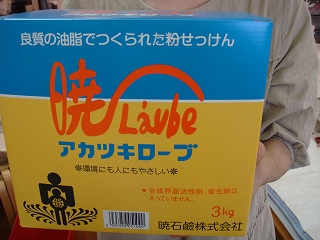 良質の油脂でつくられた粉せっけん
暁 Laube
アカツキローブ
※環境にも人にもやさしい※
● 合成界面活性剤、蛍光剤は
入っていません。
3kg
暁石鹸株式会社